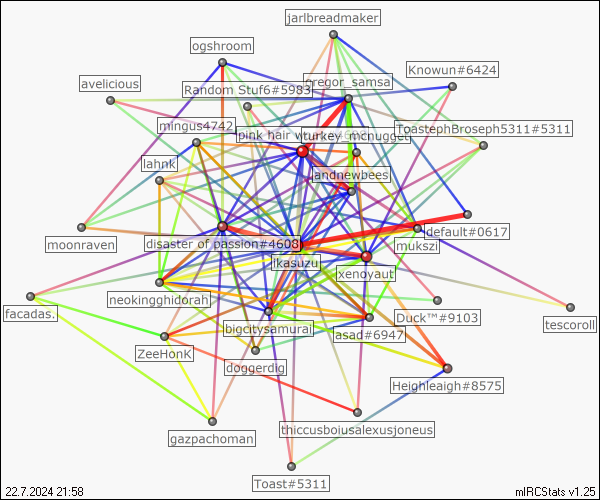 jarlbreadmaker
ogshroom
gregor_samsa
Knowun#6424
avelicious
Random Stuf6#5983
mingus4742
pink hair
turkey_mcnugget
ToastephBroseph5311#5311
lahnk
andnewbees
default#0617
moonraven
disaster of passion#4608
mukszi
ikasuzu
xenoyaut
neokingghidorah
facadas.
bigcitysamurai
asad#6947
Duck™#9103
tescoroll
ZeeHonK
doggerdig
Heighleaigh#8575
gazpachoman
thiccusboiusalexusjoneus
Toast#5311
22.7.2024 21:58
mIRCStats v1.25